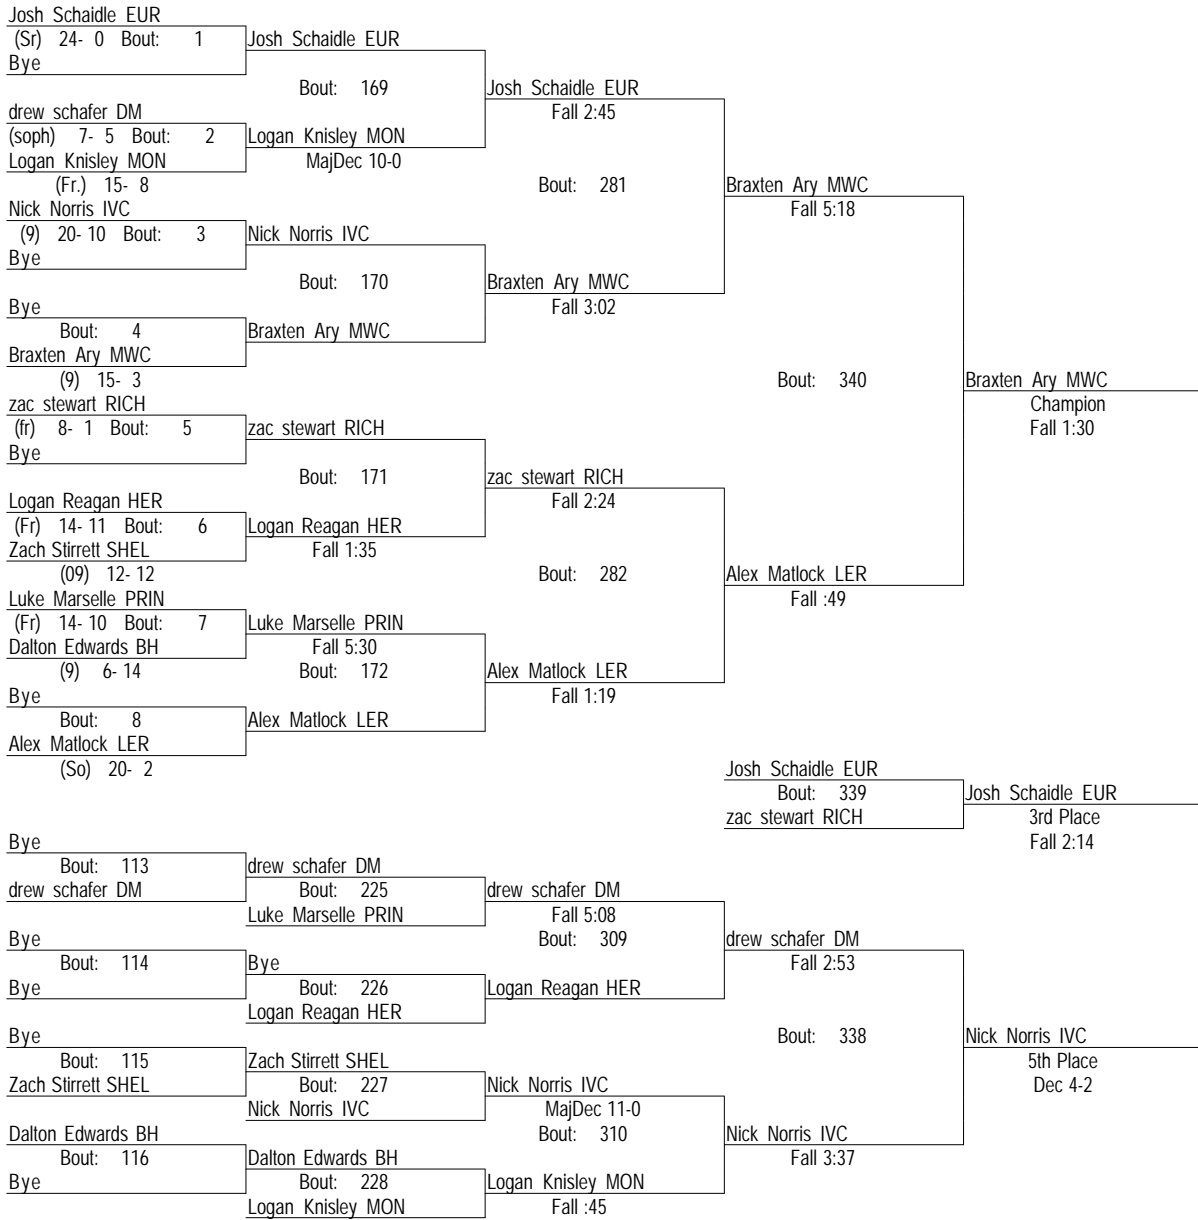 Josh Schaidle EUR
(Sr) 24- 0 Bout: 1 Josh Schaidle EUR
Bye
Bout: 169 Josh Schaidle EUR
drew schafer DM Fall 2:45
(soph) 7- 5 Bout: 2 Logan Knisley MON
Logan Knisley MON MajDec 10-0
(Fr.) 15- 8 Bout: 281 Braxten Ary MWC
Nick Norris IVC Fall 5:18
(9) 20- 10 Bout: 3 Nick Norris IVC
Bye
Bout: 170 Braxten Ary MWC
Bye Fall 3:02
Bout: 4 Braxten Ary MWC
Braxten Ary MWC
(9) 15- 3 Bout: 340 Braxten Ary MWC
zac stewart RICH Champion
(fr) 8- 1 Bout: 5 zac stewart RICH Fall 1:30
Bye
Bout: 171 zac stewart RICH
Logan Reagan HER Fall 2:24
(Fr) 14- 11 Bout: 6 Logan Reagan HER
Zach Stirrett SHEL Fall 1:35
(09) 12- 12 Bout: 282 Alex Matlock LER
Luke Marselle PRIN Fall :49
(Fr) 14- 10 Bout: 7 Luke Marselle PRIN
Dalton Edwards BH Fall 5:30
(9) 6- 14 Bout: 172 Alex Matlock LER
Bye Fall 1:19
Bout: 8 Alex Matlock LER
Alex Matlock LER
(So) 20- 2 Josh Schaidle EUR
Bout: 339 Josh Schaidle EUR
zac stewart RICH 3rd Place
Bye Fall 2:14
Bout: 113 drew schafer DM
drew schafer DM Bout: 225 drew schafer DM
Luke Marselle PRIN Fall 5:08
Bye Bout: 309 drew schafer DM
Bout: 114 Bye Fall 2:53
Bye Bout: 226 Logan Reagan HER
Logan Reagan HER
Bye Bout: 338 Nick Norris IVC
Bout: 115 Zach Stirrett SHEL 5th Place
Zach Stirrett SHEL Bout: 227 Nick Norris IVC Dec 4-2
Nick Norris IVC MajDec 11-0
Dalton Edwards BH Bout: 310 Nick Norris IVC
Bout: 116 Dalton Edwards BH Fall 3:37
Bye Bout: 228 Logan Knisley MON
Logan Knisley MON Fall :45